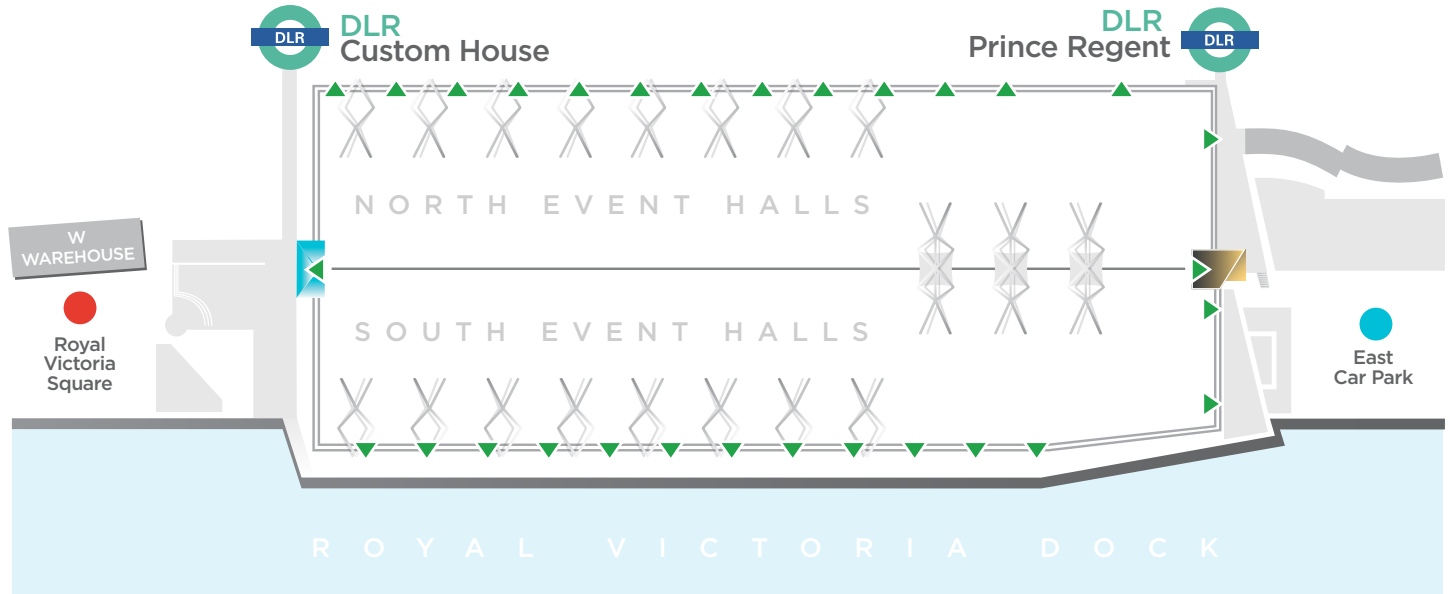 DLR
DLR
Custom House
DLR
Prince Regent
DLR
NORTH EVENT HALLS
W
WAREHOUSE
Royal
Victoria
Square
SOUTH EVENT HALLS
East
Car Park
ROYAL VICTORIA DOCK